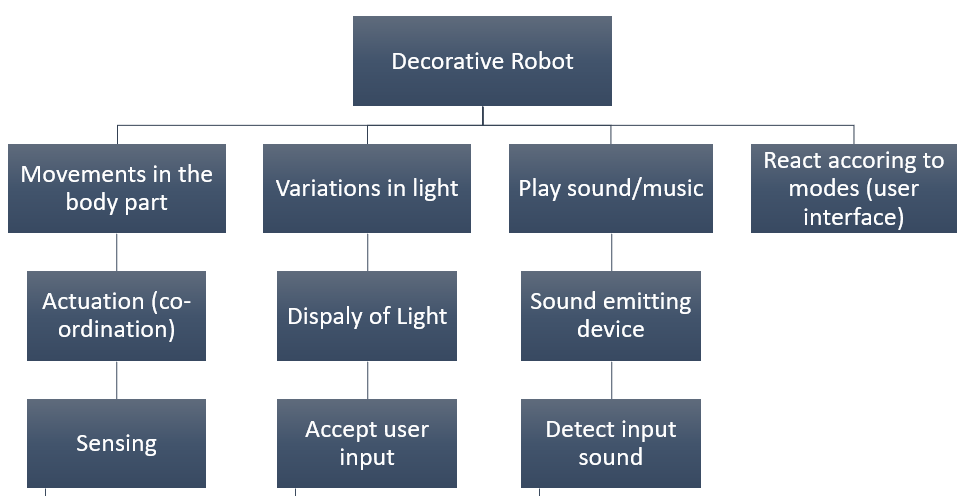 Decorative Robot
Movements in the
body part
Variations in light
Play sound/music
React accoring to
modes (user
interface)
Actuation (co-
ordination)
Dispaly of Light
Sound emitting
device
Sensing
Accept user
input
Detect input
sound